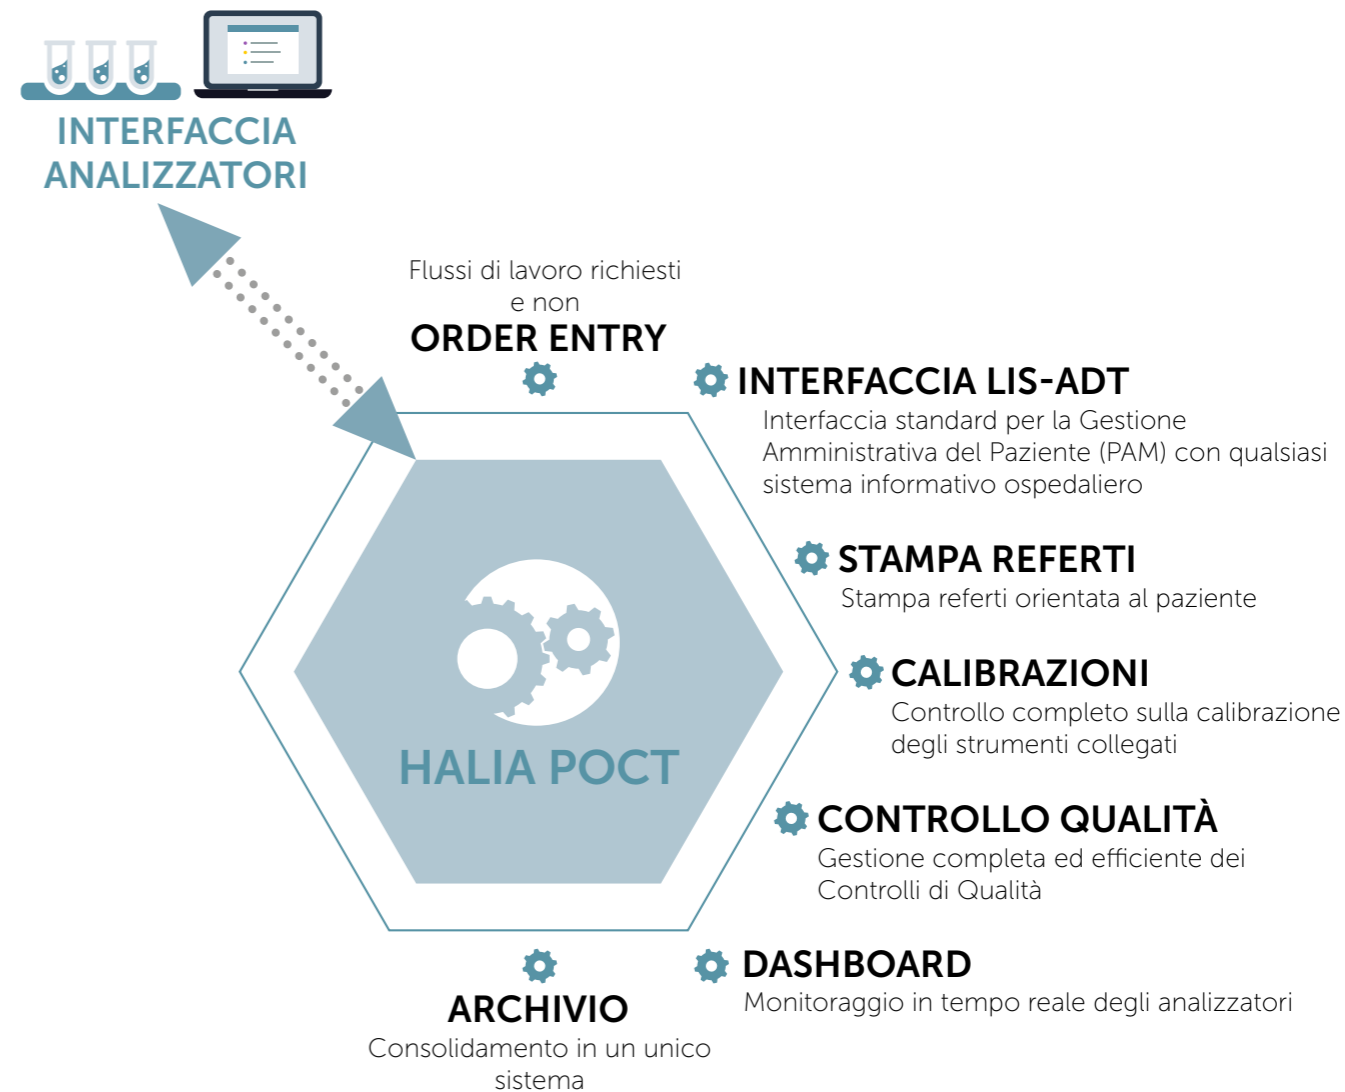 INTERFACCIA
ANALIZZATORI
Flussi di lavoro richiesti
e non
ORDER ENTRY
INTERFACCIA LIS-ADT
Interfaccia standard per la Gestione
Amministrativa del Paziente (PAM) con qualsiasi
sistema informativo ospedaliero
STAMPA REFERTI
Stampa referti orientata al paziente
CALIBRAZIONI
Controllo completo sulla calibrazione
degli strumenti collegati
HALIA POCT
CONTROLLO QUALITÀ
Gestione completa ed efficiente dei
Controlli di Qualità
DASHBOARD
Monitoraggio in tempo reale degli analizzatori
ARCHIVIO
Consolidamento in un unico
sistema